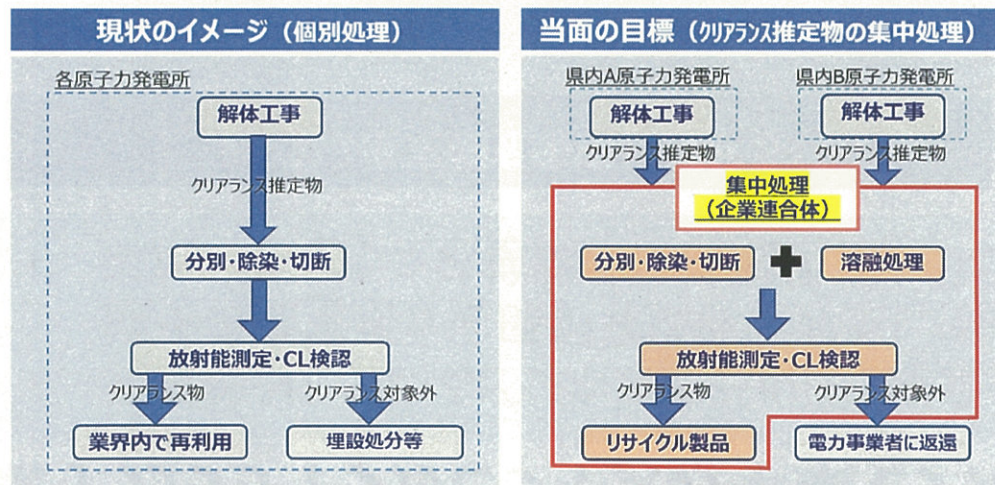 現状のイメージ（個別処理）
各原子力発電所
解体工事
クリアランス推定物
分別・除染・切断
放射能測定・CL検認
クリアランス物
クリアランス対象外
業界内で再利用
埋設処分等
当面の目標（クリアランス推定物の集中処理）
県内A原子力発電所
県内B原子力発電所
解体工事
解体工事
クリアランス推定物
クリアランス推定物
集中処理
（企業連合体）
分別・除染・切断
溶融処理
放射能測定・CL検認
クリアランス物
クリアランス対象外
リサイクル製品
電力事業者に返還